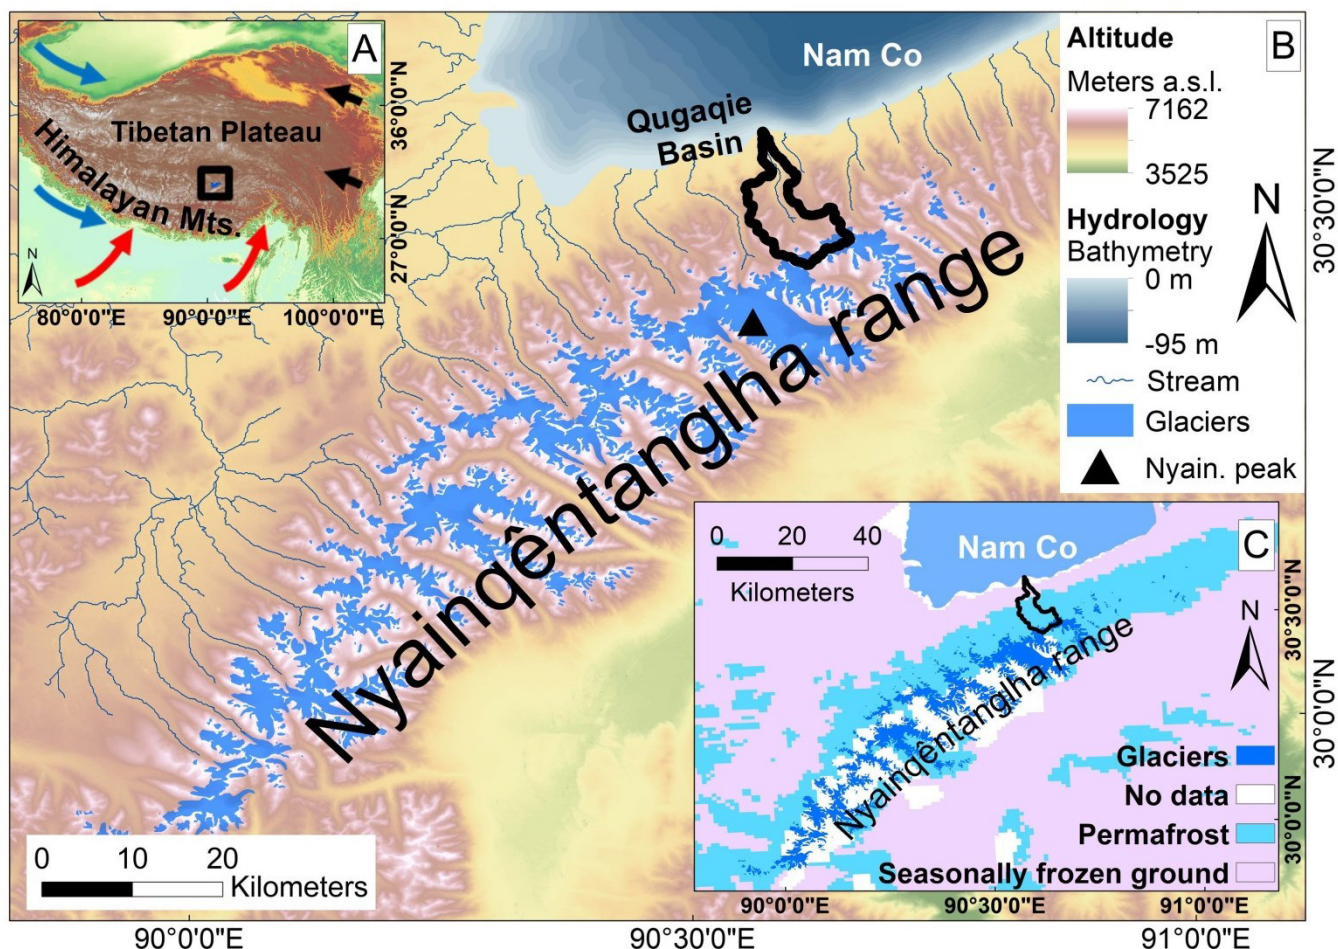 A
Tibetan Plateau
Himalayan Mts.
N
36°0'0"N
27°0'0"N
80°0'0"E
90°0'0"E
100°0'0"E
Nam Co
Qugaqie
Basin
Nyainqêntanglha range
B
Altitude
Meters a.s.l.
7162
3525
Hydrology
Bathymetry
0 m
-95 m
Stream
Glaciers
Nyain. peak
N
30°30'0"N
30°0'0"N
0 10 20
Kilometers
90°0'0"E
90°30'0"E
91°0'0"E
C
0 20 40
Kilometers
Nam Co
Nyainqêntanglha range
N
30°30'0"N
30°0'0"N
Glaciers
No data
Permafrost
Seasonally frozen ground
90°0'0"E
90°30'0"E
91°0'0"E